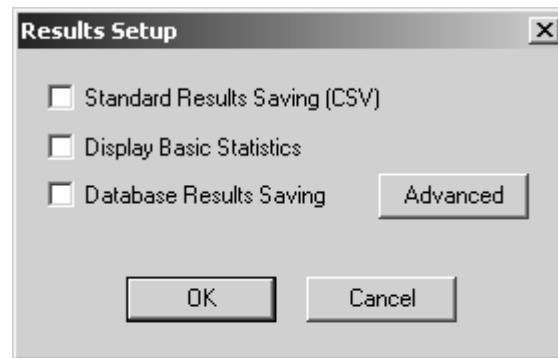 Results Setup
Standard Results Saving (CSV)
Display Basic Statistics
Database Results Saving
Advanced
OK
Cancel